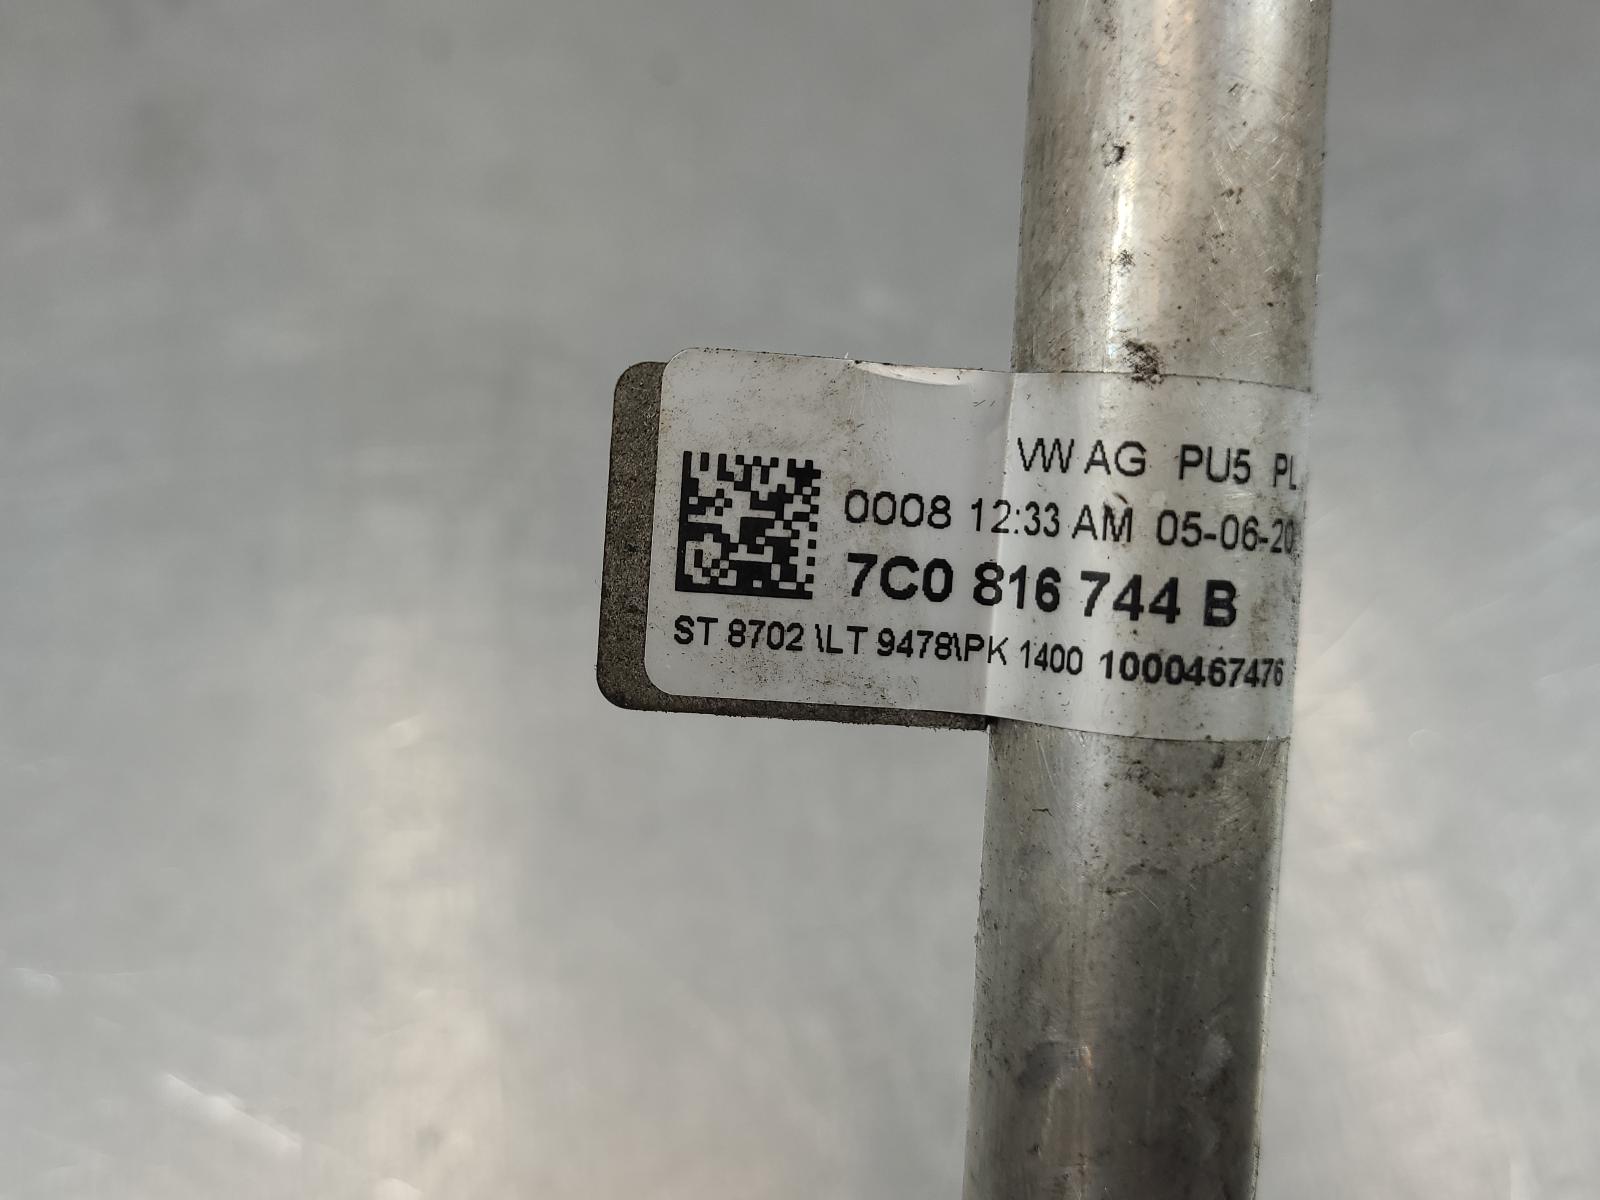 VW AG PU5 PL
0008 12:33 AM 05-06-20
7C0 816 744 B
ST 8702 \LT 9478\PK 1400 1000467476